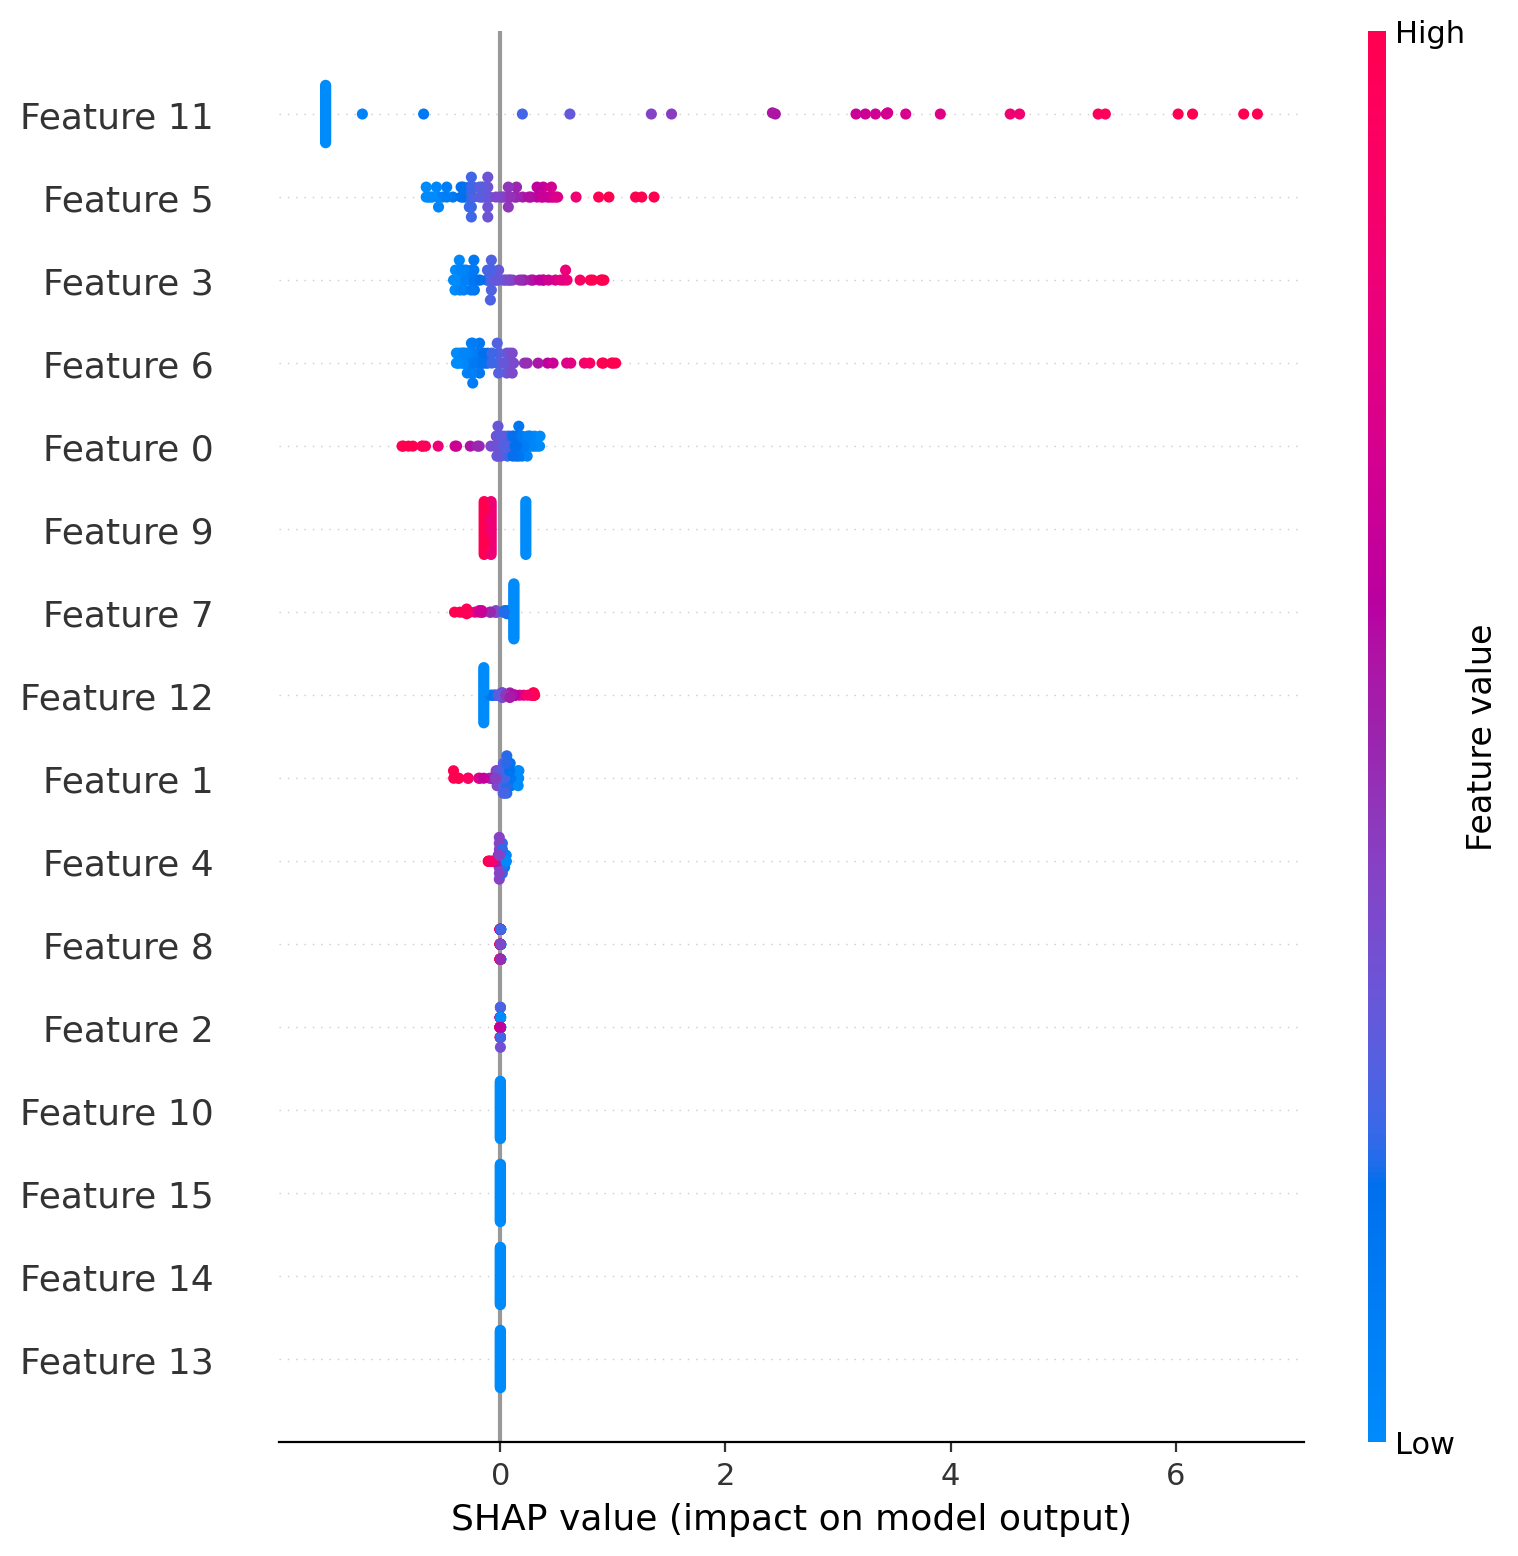 High
Feature 11
Feature 5
Feature 3
Feature 6
Feature 0
Feature 9
Feature 7
Feature 12
Feature 1
Feature 4
Feature 8
Feature 2
Feature 10
Feature 15
Feature 14
Feature 13
Feature value
Low
0 2 4 6
SHAP value (impact on model output)